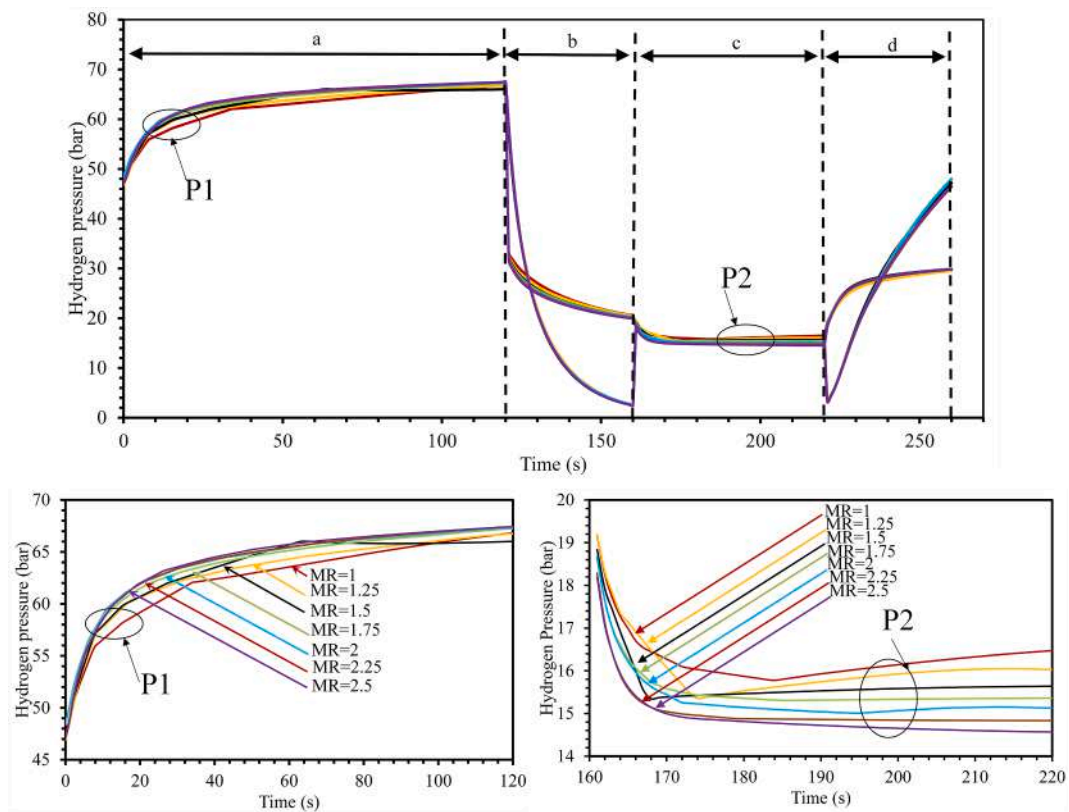 80
70
60
50
40
30
20
10
0
Hydrogen pressure (bar)
a
b
c
d
P1
P2
0
50
100
150
200
250
Time (s)
70
65
60
55
50
45
Hydrogen pressure (bar)
MR=1
MR=1.25
MR=1.5
MR=1.75
MR=2
MR=2.25
MR=2.5
P1
0
20
40
60
80
100
120
Time (s)
20
19
18
17
16
15
14
Hydrogen Pressure (bar)
MR=1
MR=1.25
MR=1.5
MR=1.75
MR=2
MR=2.25
MR=2.5
P2
160
170
180
190
200
210
220
Time (s)